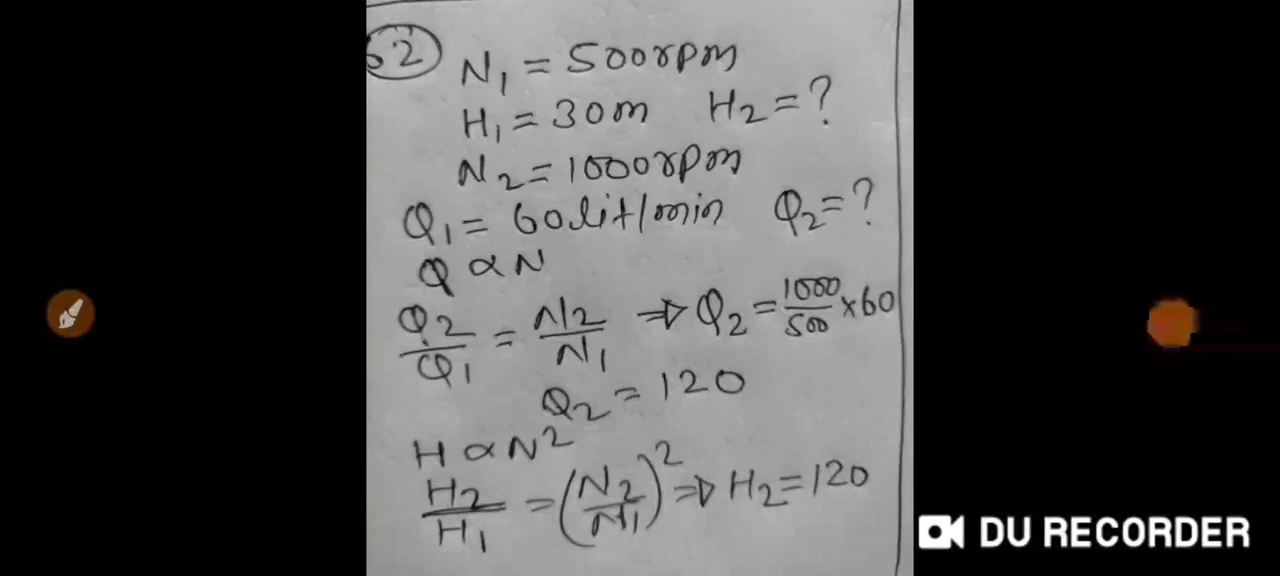 52
N₁ = 500rpm
H₁ = 30m H₂ = ?
N₂ = 1000rpm
Q₁ = 60lit/min Q₂ = ?
Q ∝ N
Q₂/Q₁ = N₂/N₁ ⇒ Q₂ = 1000/500 × 60
Q₂ = 120
H ∝ N²
H₂/H₁ = (N₂/N₁)² ⇒ H₂ = 120
DU RECORDER